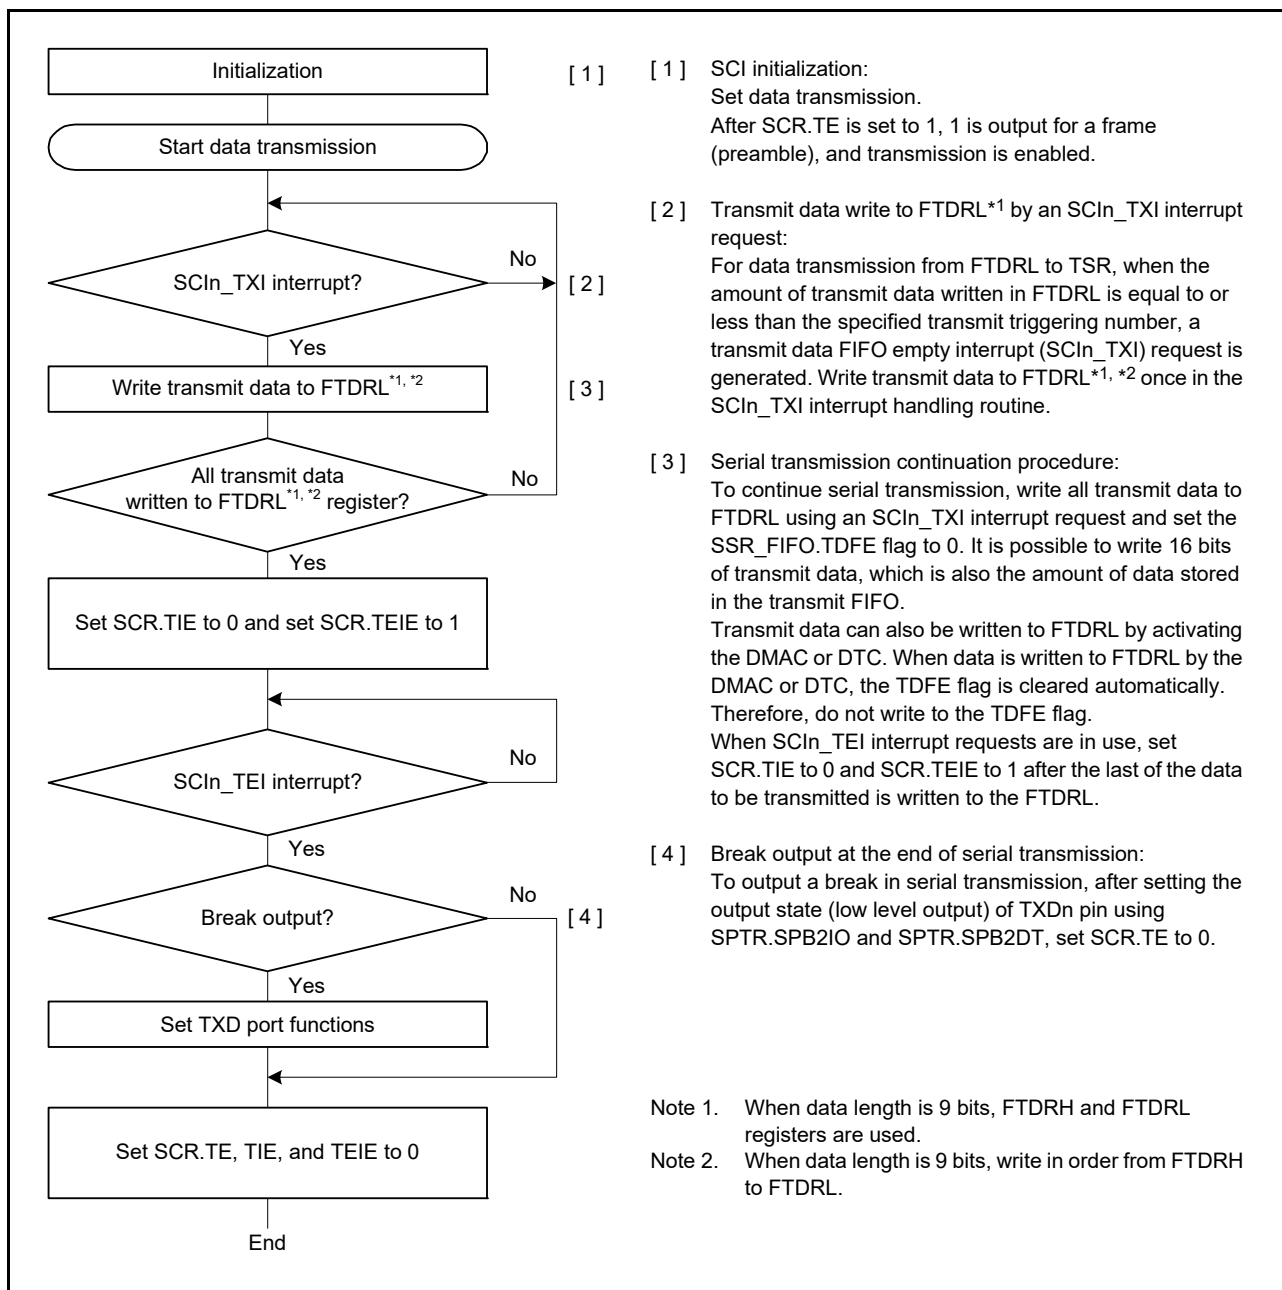 Initialization
[ 1 ]
Start data transmission
SCIn_TXI interrupt?
No
[ 2 ]
Yes
Write transmit data to FTDRL*1, *2
[ 3 ]
All transmit data
written to FTDRL*1, *2 register?
No
Yes
Set SCR.TIE to 0 and set SCR.TEIE to 1
SCIn_TEI interrupt?
No
Yes
Break output?
No
[ 4 ]
Yes
Set TXD port functions
Set SCR.TE, TIE, and TEIE to 0
End
[ 1 ] SCI initialization:
Set data transmission.
After SCR.TE is set to 1, 1 is output for a frame
(preamble), and transmission is enabled.
[ 2 ] Transmit data write to FTDRL*1 by an SCIn_TXI interrupt
request:
For data transmission from FTDRL to TSR, when the
amount of transmit data written in FTDRL is equal to or
less than the specified transmit triggering number, a
transmit data FIFO empty interrupt (SCIn_TXI) request is
generated. Write transmit data to FTDRL*1, *2 once in the
SCIn_TXI interrupt handling routine.
[ 3 ] Serial transmission continuation procedure:
To continue serial transmission, write all transmit data to
FTDRL using an SCIn_TXI interrupt request and set the
SSR_FIFO.TDFE flag to 0. It is possible to write 16 bits
of transmit data, which is also the amount of data stored
in the transmit FIFO.
Transmit data can also be written to FTDRL by activating
the DMAC or DTC. When data is written to FTDRL by the
DMAC or DTC, the TDFE flag is cleared automatically.
Therefore, do not write to the TDFE flag.
When SCIn_TEI interrupt requests are in use, set
SCR.TIE to 0 and SCR.TEIE to 1 after the last of the data
to be transmitted is written to the FTDRL.
[ 4 ] Break output at the end of serial transmission:
To output a break in serial transmission, after setting the
output state (low level output) of TXDn pin using
SPTR.SPB2IO and SPTR.SPB2DT, set SCR.TE to 0.
Note 1. When data length is 9 bits, FTDRH and FTDRL
registers are used.
Note 2. When data length is 9 bits, write in order from FTDRH
to FTDRL.